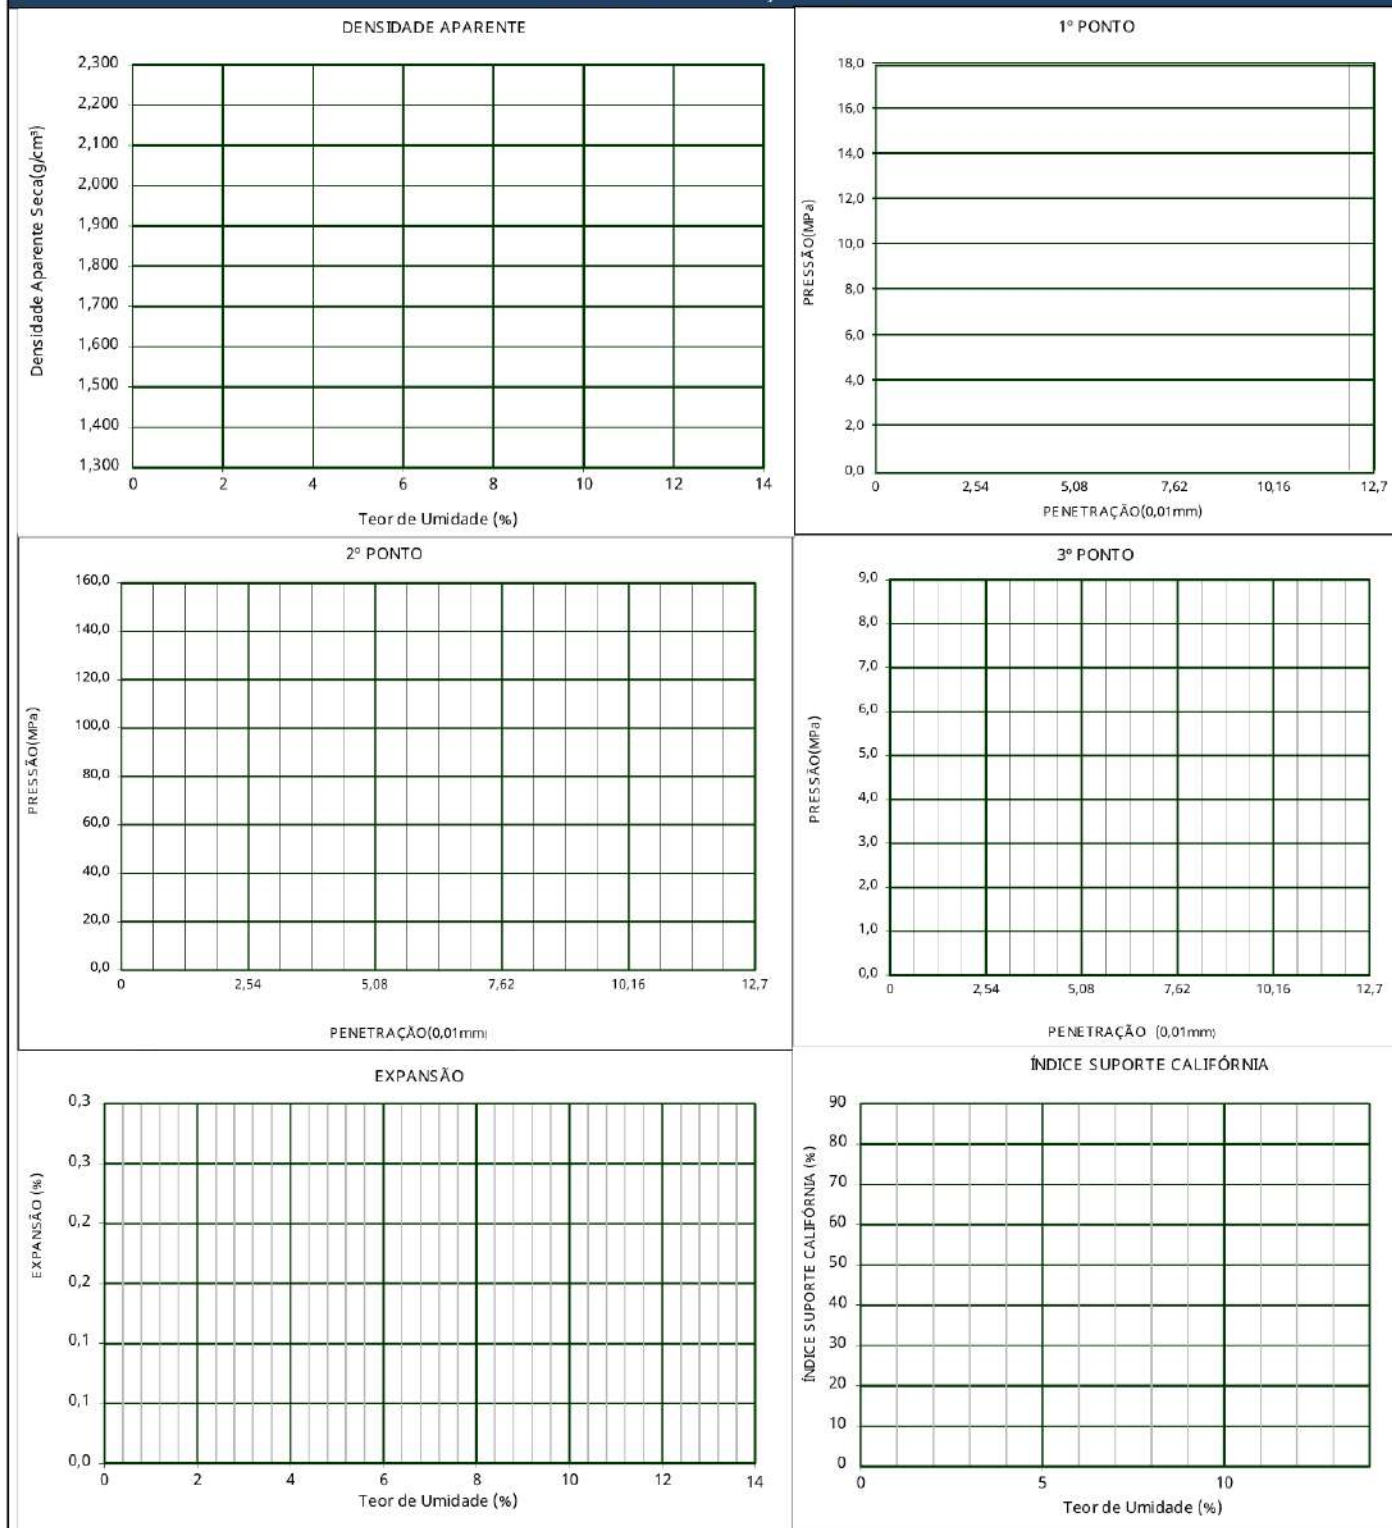 DENSIDADE APARENTE
2,300
2,200
2,100
2,000
1,900
1,800
1,700
1,600
1,500
1,400
1,300
Densidade Aparente Seca(g/cm³)
0 2 4 6 8 10 12 14
Teor de Umidade (%)
1º PONTO
18,0
16,0
14,0
12,0
10,0
8,0
6,0
4,0
2,0
0,0
PRESSÃO(MPa)
0 2,54 5,08 7,62 10,16 12,7
PENETRAÇÃO(0,01mm)
2º PONTO
160,0
140,0
120,0
100,0
80,0
60,0
40,0
20,0
0,0
PRESSÃO(MPa)
0 2,54 5,08 7,62 10,16 12,7
PENETRAÇÃO(0,01mm)
3º PONTO
9,0
8,0
7,0
6,0
5,0
4,0
3,0
2,0
1,0
0,0
PRESSÃO(MPa)
0 2,54 5,08 7,62 10,16 12,7
PENETRAÇÃO (0,01mm)
EXPANSÃO
0,3
0,3
0,2
0,2
0,1
0,1
0,0
EXPANSÃO (%)
0 2 4 6 8 10 12 14
Teor de Umidade (%)
ÍNDICE SUPORTE CALIFÓRNIA
90
80
70
60
50
40
30
20
10
0
ÍNDICE SUPORTE CALIFÓRNIA (%)
0 5 10
Teor de Umidade (%)